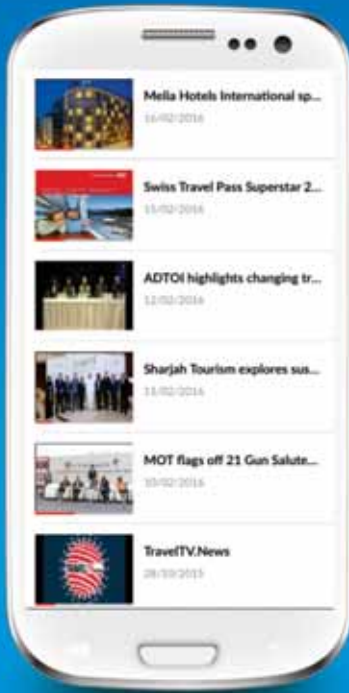 Melia Hotels International sp...
16/02/2016
Swiss Travel Pass Superstar 2...
15/02/2016
ADTOI highlights changing tr...
12/02/2016
Sharjah Tourism explores sus...
11/02/2016
MOT flags off 21 Gun Salute...
10/02/2016
TravelTV.News
28/10/2015